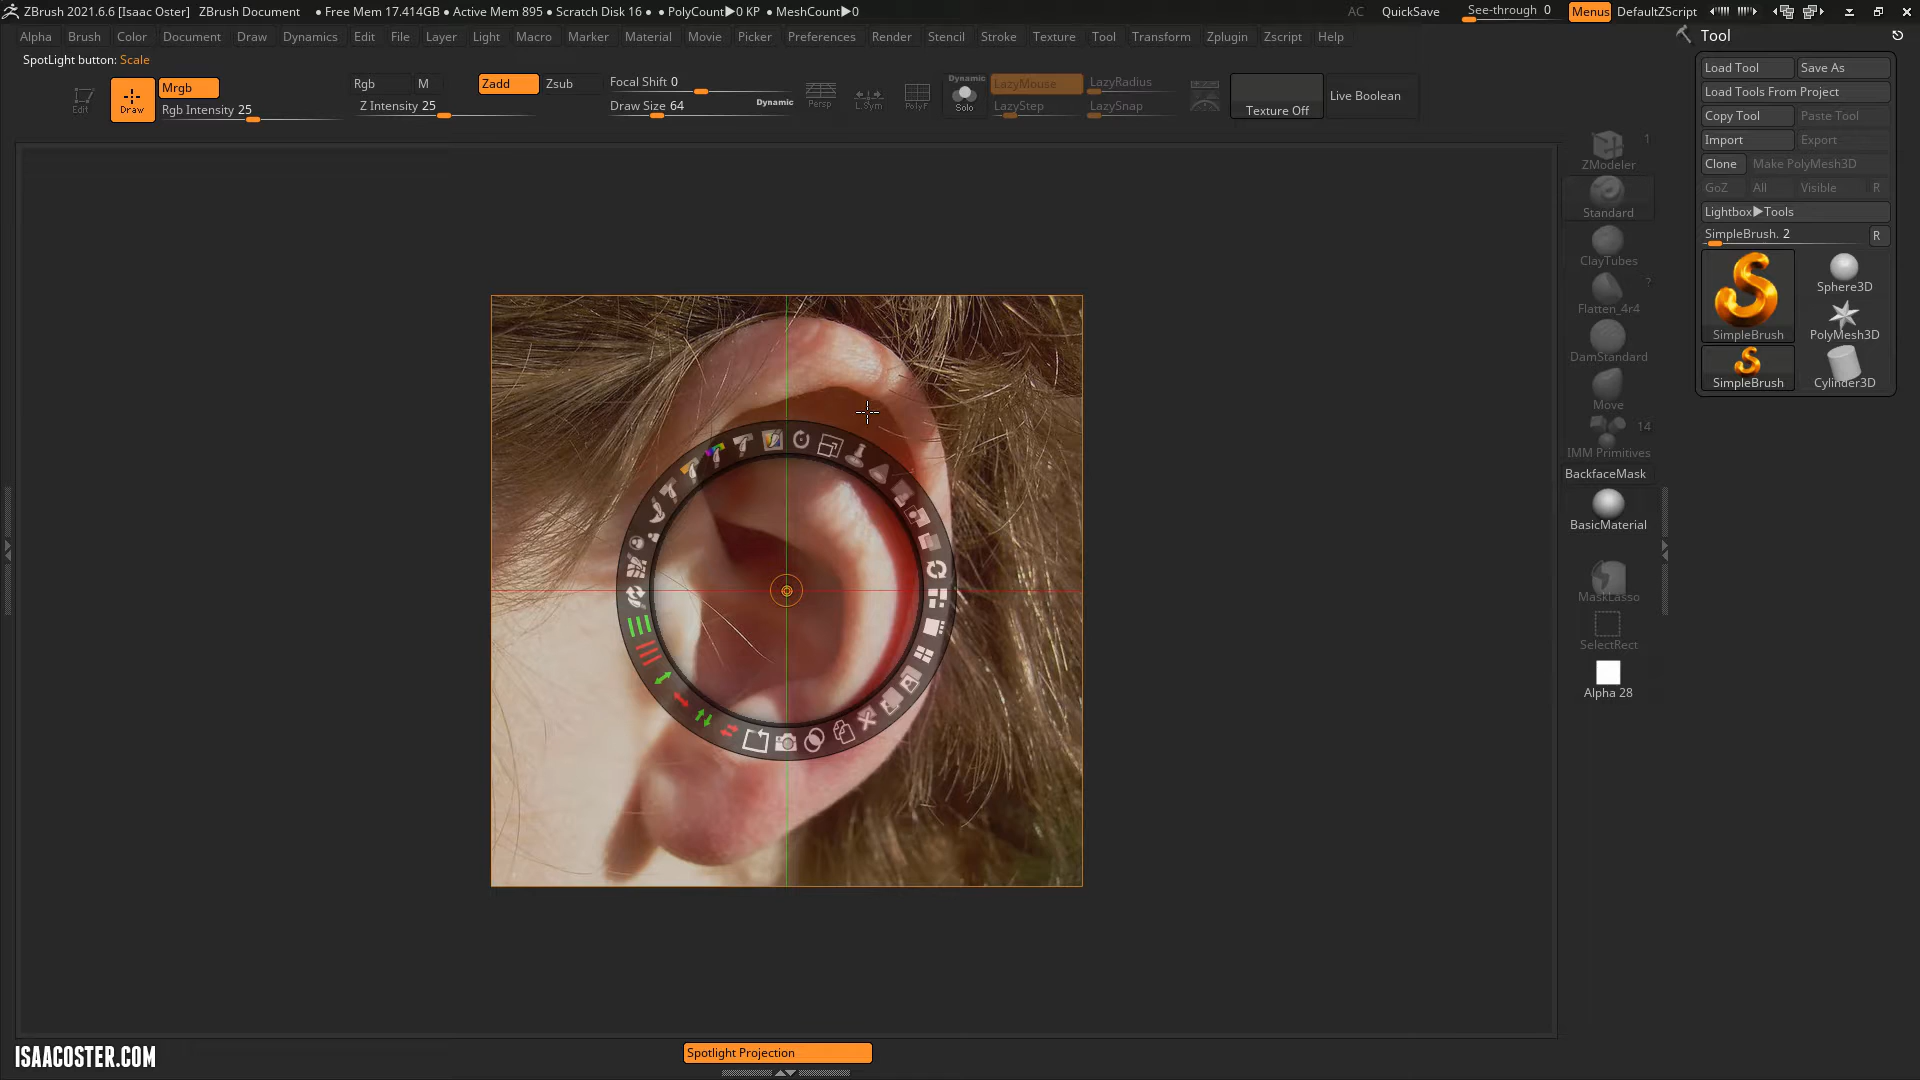 ZBrush 2021.6.6 [Isaac Oster] ZBrush Document • Free Mem 17.414GB • Active Mem 895 • Scratch Disk 16 • • PolyCount▶0 KP • MeshCount▶0 AC QuickSave See-through 0 Menus DefaultZScript
Alpha Brush Color Document Draw Dynamics Edit File Layer Light Macro Marker Material Movie Picker Preferences Render Stencil Stroke Texture Tool Transform Zplugin Zscript Help
SpotLight button: Scale
Edit
Draw
Mrgb
Rgb Intensity 25
Rgb M
Z Intensity 25
Zadd Zsub
Focal Shift 0
Draw Size 64 Dynamic
Persp
L.Sym
PolyF
Dynamic
Solo
LazyMouse LazyRadius
LazyStep LazySnap
Texture Off
Live Boolean
ZModeler 1
Standard
ClayTubes
Flatten_4r4 ?
DamStandard
Move
14
IMM Primitives
BackfaceMask
BasicMaterial
MaskLasso
SelectRect
Alpha 28
Tool
Load Tool Save As
Load Tools From Project
Copy Tool Paste Tool
Import Export
Clone Make PolyMesh3D
GoZ All Visible R
Lightbox▶Tools
SimpleBrush. 2 R
SimpleBrush
Sphere3D
PolyMesh3D
SimpleBrush
Cylinder3D
Spotlight Projection
ISAACOSTER.COM